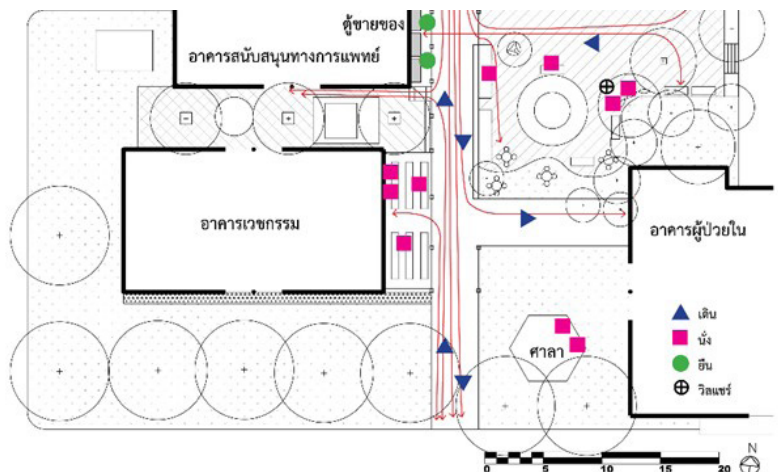 ตู้ขายของ
อาคารสนับสนุนทางการแพทย์
อาคารเวชกรรม
อาคารผู้ป่วยใน
ศาลา
เดิน
นั่ง
ยืน
วีลแชร์
N
0 5 10 15 20